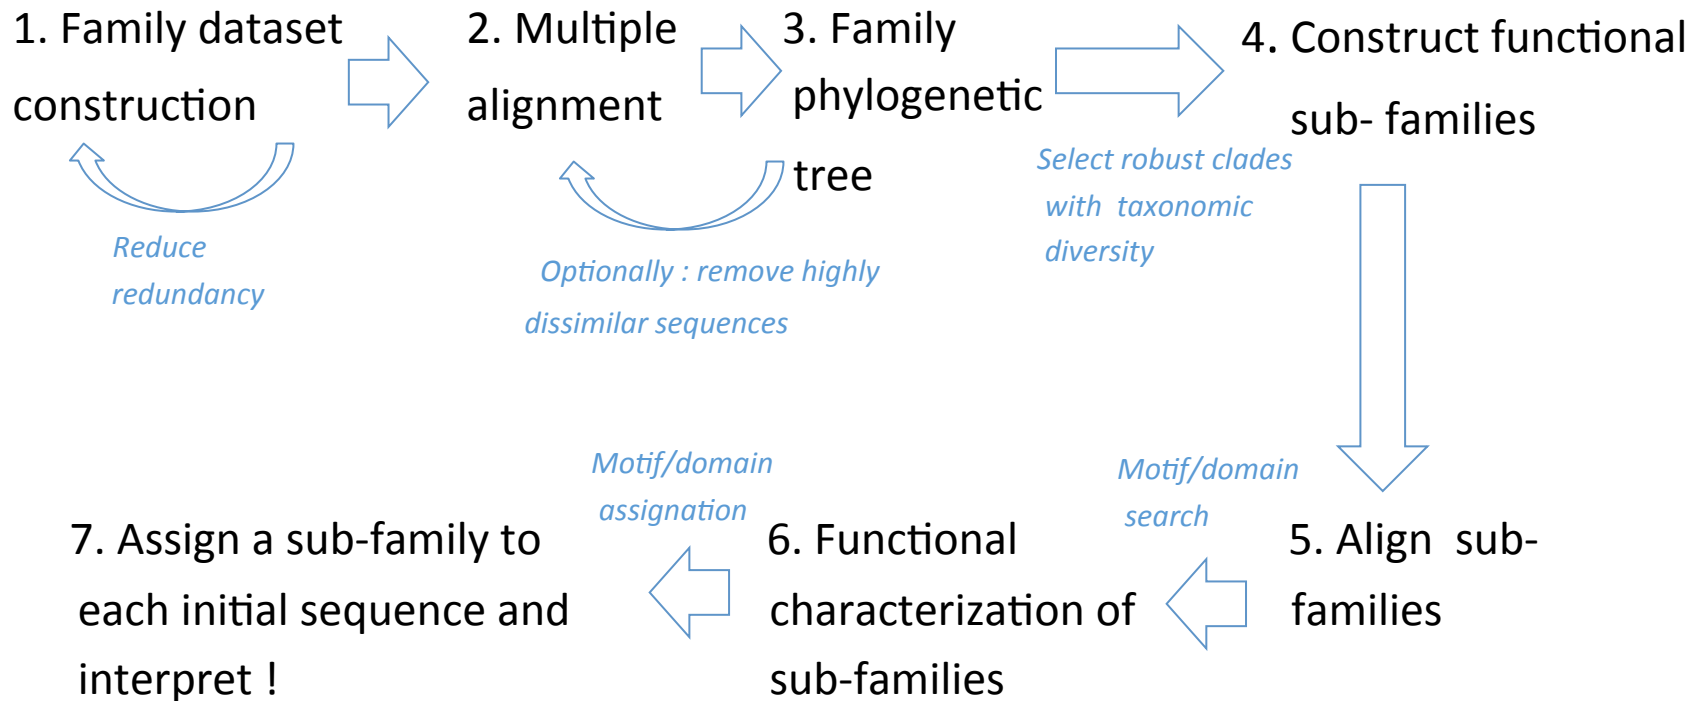 1. Family dataset
construction
Reduce
redundancy
2. Multiple
alignment
Optionally : remove highly
dissimilar sequences
3. Family
phylogenetic
tree
Select robust clades
with taxonomic
diversity
4. Construct functional
sub- families
5. Align sub-
families
Motif/domain
search
6. Functional
characterization of
sub-families
Motif/domain
assignation
7. Assign a sub-family to
each initial sequence and
interpret !